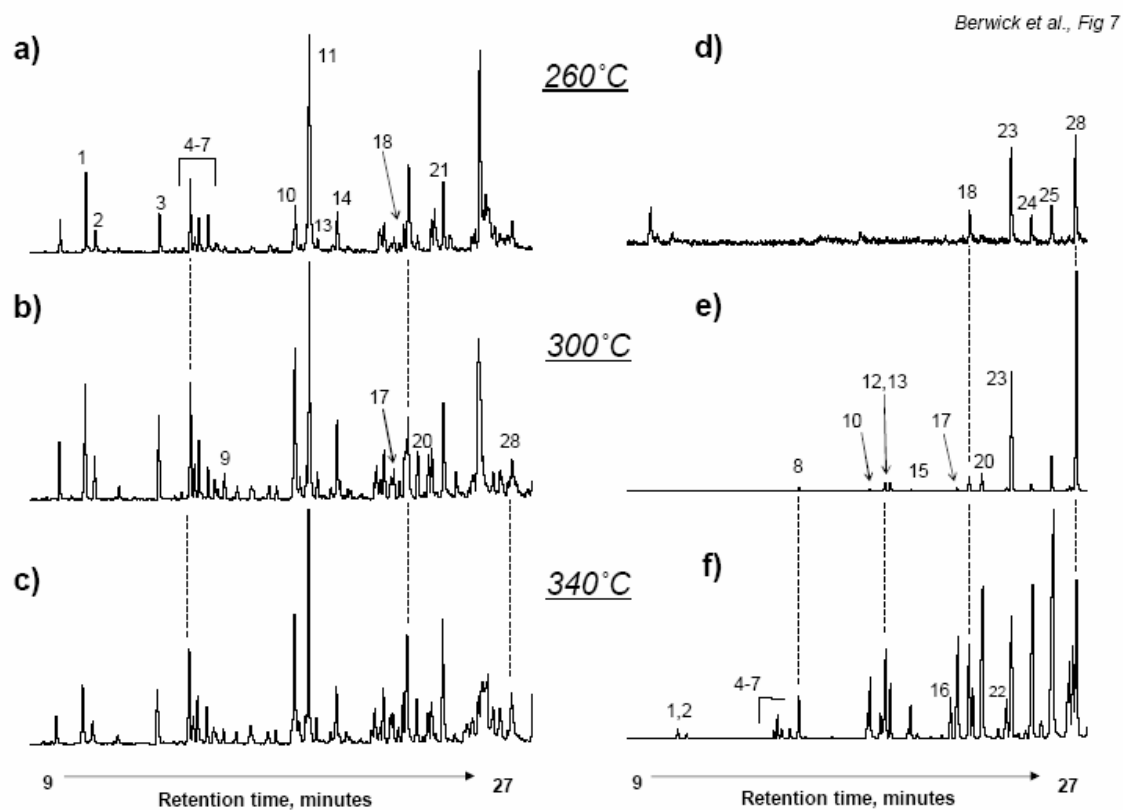 Berwick et al., Fig 7
a)
11
260˚C
d)
1
4-7
18
21
23
28
2
3
10
13
14
18
24
25
b)
300˚C
e)
9
17
20
28
8
10
12,13
15
17
20
23
c)
340˚C
f)
1,2
4-7
16
22
9
27
Retention time, minutes
9
27
Retention time, minutes